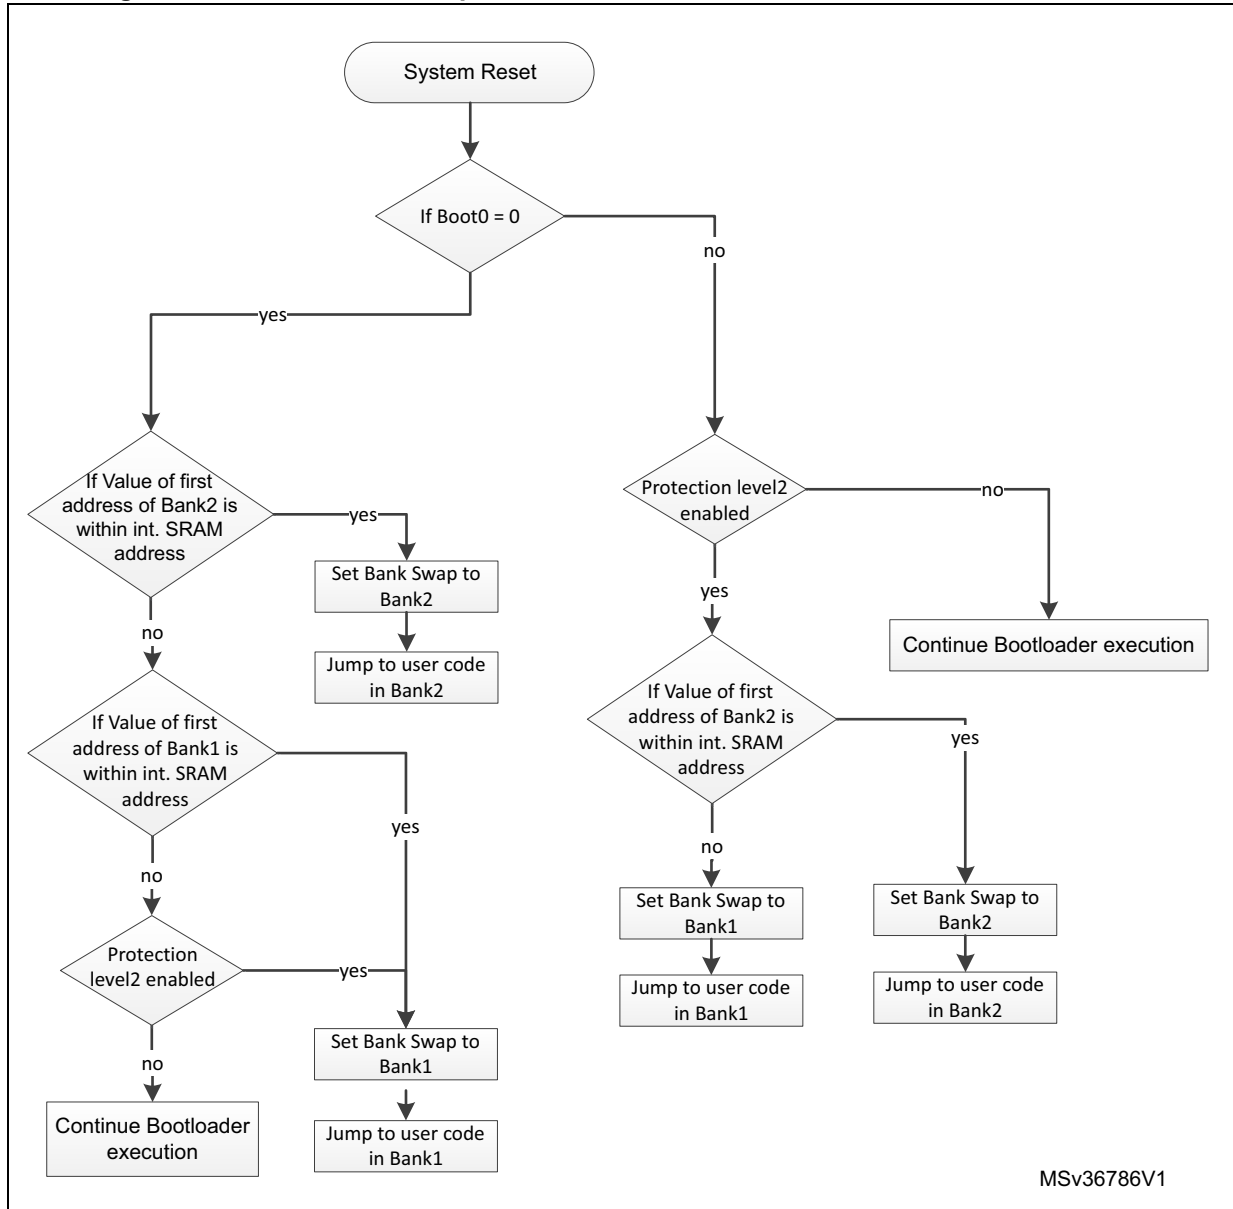 System Reset
If Boot0 = 0
no
yes
If Value of first
address of Bank2 is
within int. SRAM
address
yes
Set Bank Swap to
Bank2
Jump to user code
in Bank2
no
If Value of first
address of Bank1 is
within int. SRAM
address
yes
no
Protection
level2 enabled
yes
Set Bank Swap to
Bank1
Jump to user code
in Bank1
no
Continue Bootloader
execution
Protection level2
enabled
no
Continue Bootloader execution
yes
If Value of first
address of Bank2 is
within int. SRAM
address
yes
no
Set Bank Swap to
Bank1
Jump to user code
in Bank1
Set Bank Swap to
Bank2
Jump to user code
in Bank2
MSv36786V1